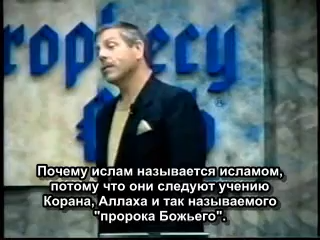 rophecy
®
Почему ислам называется исламом,
потому что они следуют учению
Корана, Аллаха и так называемого
"пророка Божьего".